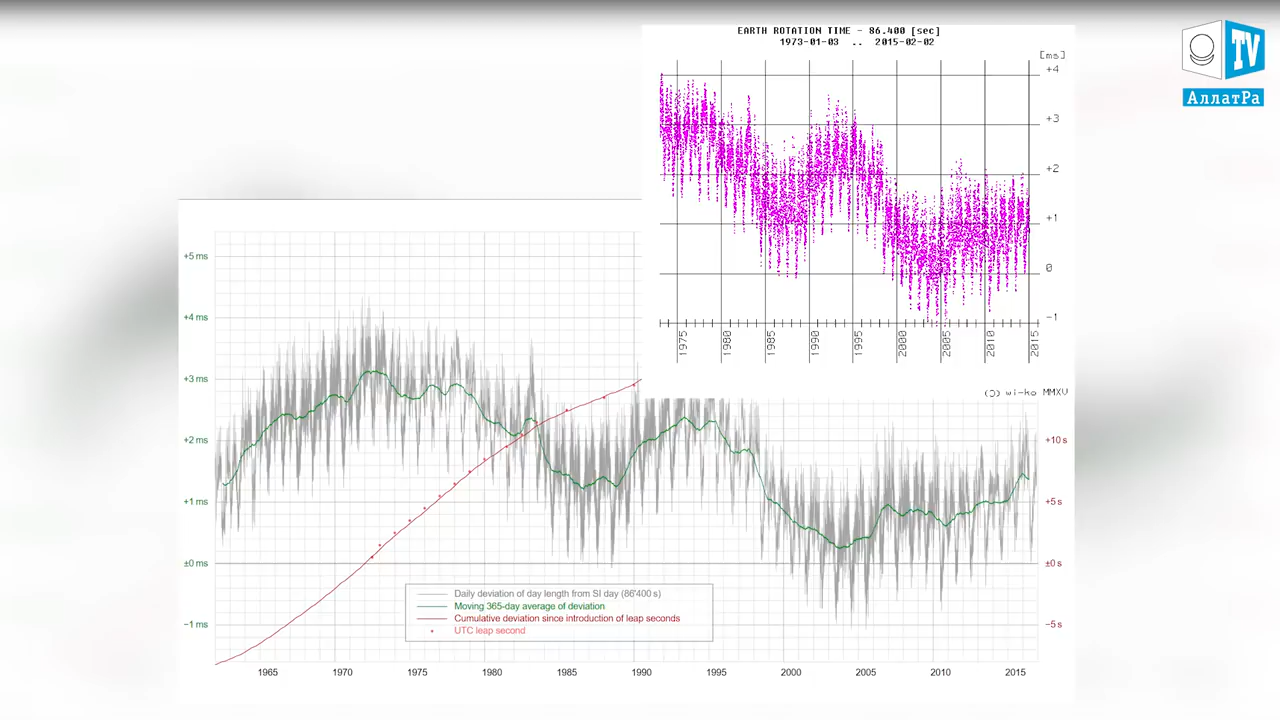 EARTH ROTATION TIME - 86.400 [sec]
1973-01-03 .. 2015-02-02
[ms]
+4
+3
+2
+1
0
-1
1975
1980
1985
1990
1995
2000
2005
2010
2015
(C) wi-ko MMXV
TV
АллатРа
+5 ms
+4 ms
+3 ms
+2 ms
+1 ms
±0 ms
−1 ms
+10 s
+5 s
±0 s
−5 s
Daily deviation of day length from SI day (86'400 s)
Moving 365-day average of deviation
Cumulative deviation since introduction of leap seconds
UTC leap second
1965
1970
1975
1980
1985
1990
1995
2000
2005
2010
2015